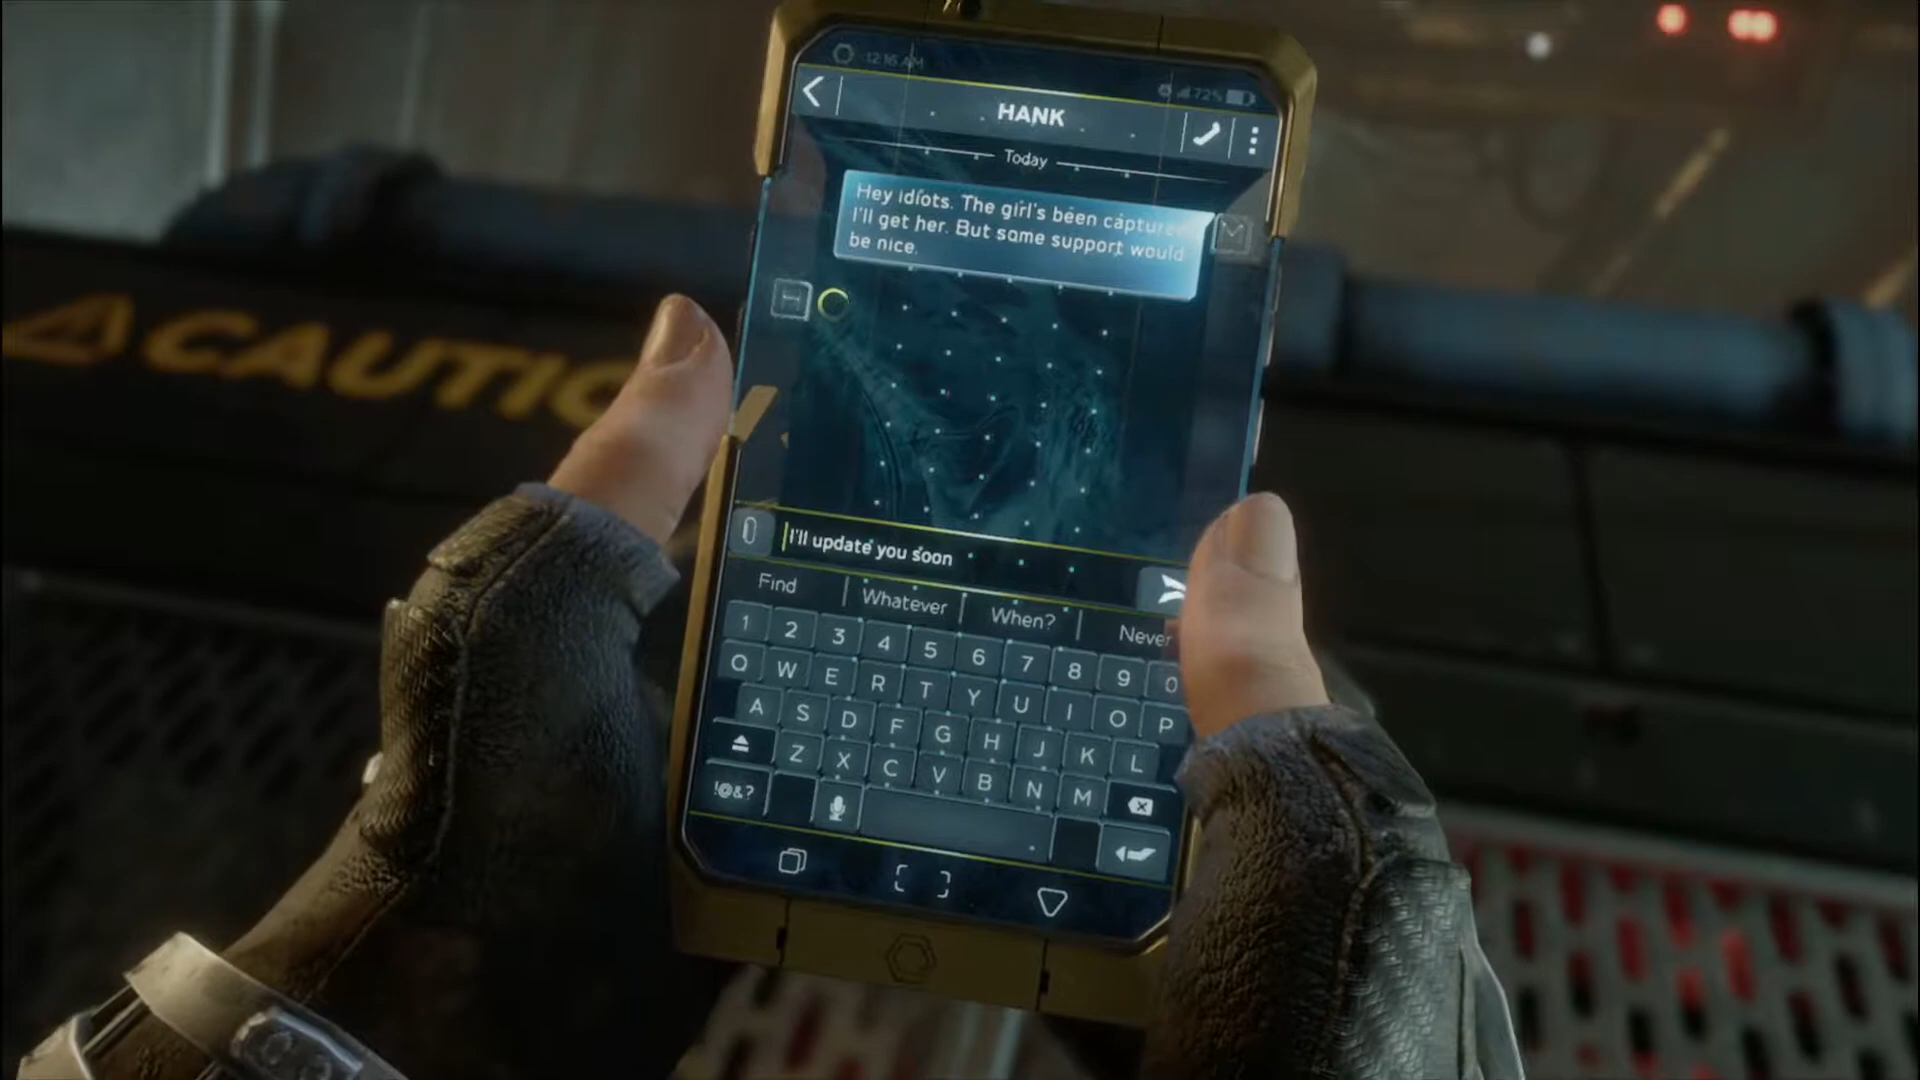 12:16 AM
72%
HANK
Today
Hey idiots. The girl's been capture
I'll get her. But some support would
be nice.
M
H
CAUTIO
I'll update you soon
Find Whatever When? Never
1 2 3 4 5 6 7 8 9 0
Q W E R T Y U I O P
A S D F G H J K L
Z X C V B N M
!@&?
.